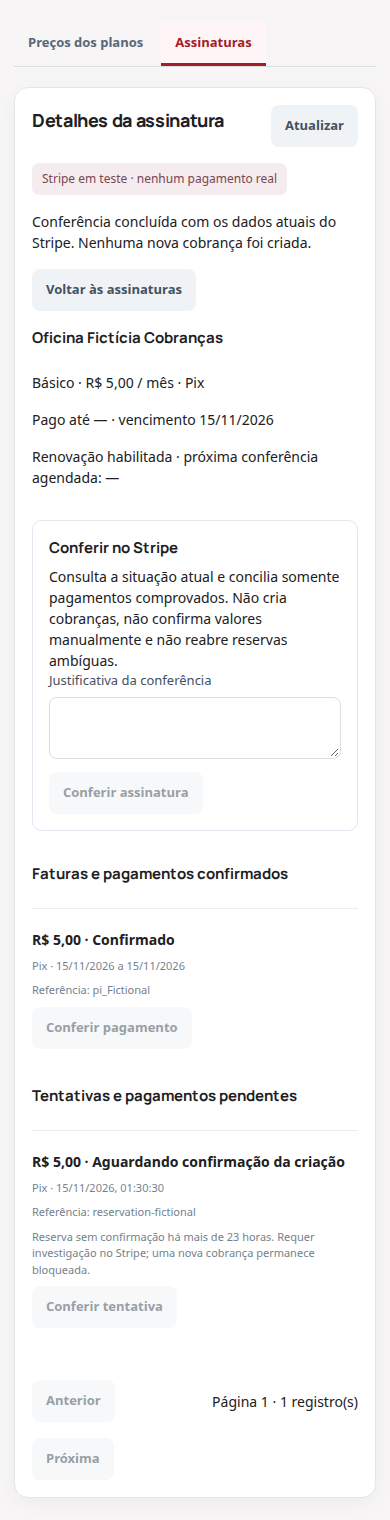 Preços dos planos
Assinaturas
Detalhes da assinatura
Atualizar
Stripe em teste · nenhum pagamento real
Conferência concluída com os dados atuais do
Stripe. Nenhuma nova cobrança foi criada.
Voltar às assinaturas
Oficina Fictícia Cobranças
Básico · R$ 5,00 / mês · Pix
Pago até — · vencimento 15/11/2026
Renovação habilitada · próxima conferência
agendada: —
Conferir no Stripe
Consulta a situação atual e concilia somente
pagamentos comprovados. Não cria
cobranças, não confirma valores
manualmente e não reabre reservas
ambíguas.
Justificativa da conferência
Conferir assinatura
Faturas e pagamentos confirmados
R$ 5,00 · Confirmado
Pix · 15/11/2026 a 15/11/2026
Referência: pi_Fictional
Conferir pagamento
Tentativas e pagamentos pendentes
R$ 5,00 · Aguardando confirmação da criação
Pix · 15/11/2026, 01:30:30
Referência: reservation-fictional
Reserva sem confirmação há mais de 23 horas. Requer
investigação no Stripe; uma nova cobrança permanece
bloqueada.
Conferir tentativa
Anterior
Página 1 · 1 registro(s)
Próxima